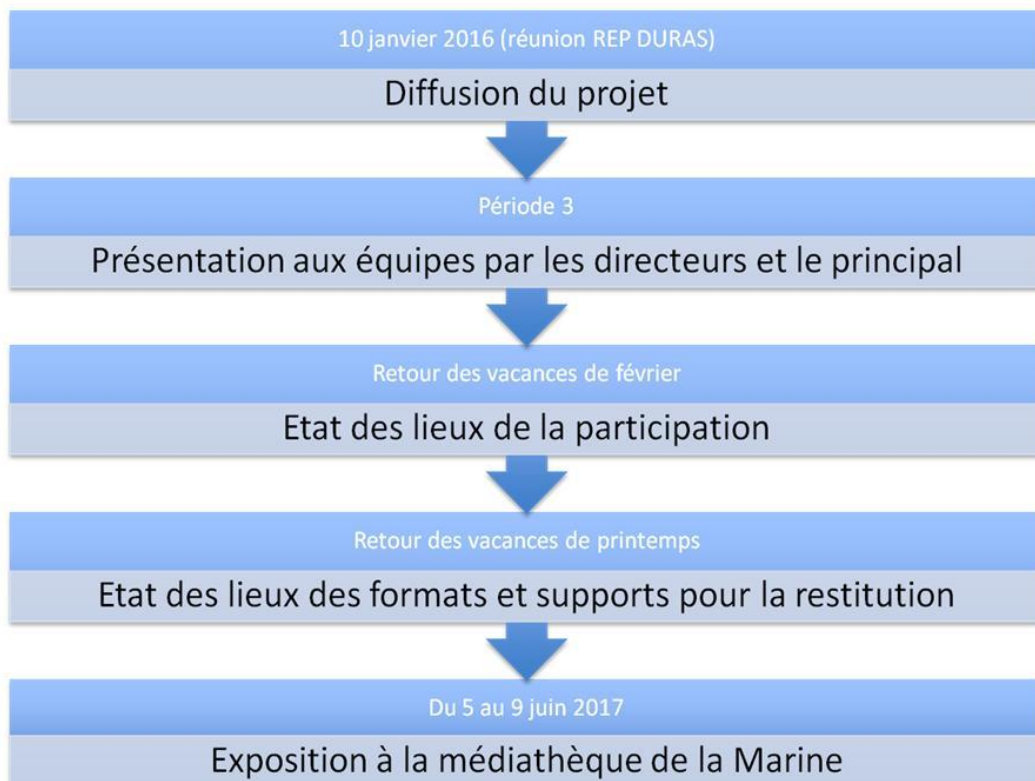 10 janvier 2016 (réunion REP DURAS)
Diffusion du projet
Période 3
Présentation aux équipes par les directeurs et le principal
Retour des vacances de février
Etat des lieux de la participation
Retour des vacances de printemps
Etat des lieux des formats et supports pour la restitution
Du 5 au 9 juin 2017
Exposition à la médiathèque de la Marine